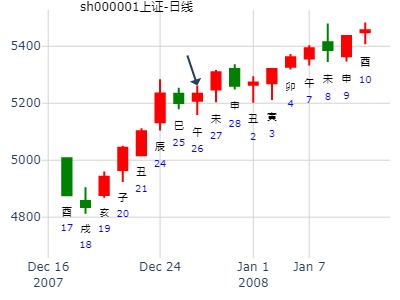 sh000001上证-日线
5400
5200
5000
4800
酉
17
戌
18
亥
19
子
20
丑
21
辰
24
巳
25
午
26
未
27
申
28
丑
2
寅
3
卯
4
午
7
未
8
申
9
酉
10
Dec 16
2007
Dec 24
Jan 1
2008
Jan 7